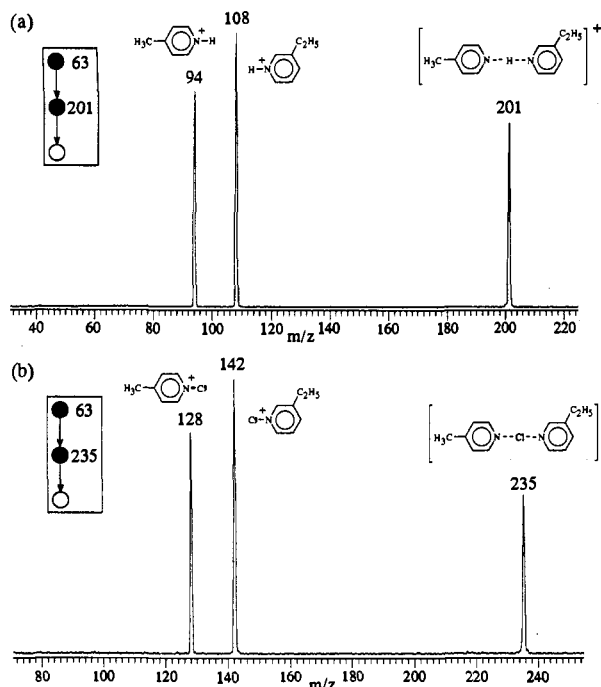 (a)
63
201
H₃C
N
+
H
94
108
C₂H₅
H
+
N
[ H₃C N H N C₂H₅ ]+
201
40 60 80 100 120 140 160 180 200 220
m/z
(b)
63
235
H₃C
+
N
128
142
C₂H₅
+
N
[ H₃C N Cl N C₂H₅ ]
235
80 100 120 140 160 180 200 220 240
m/z